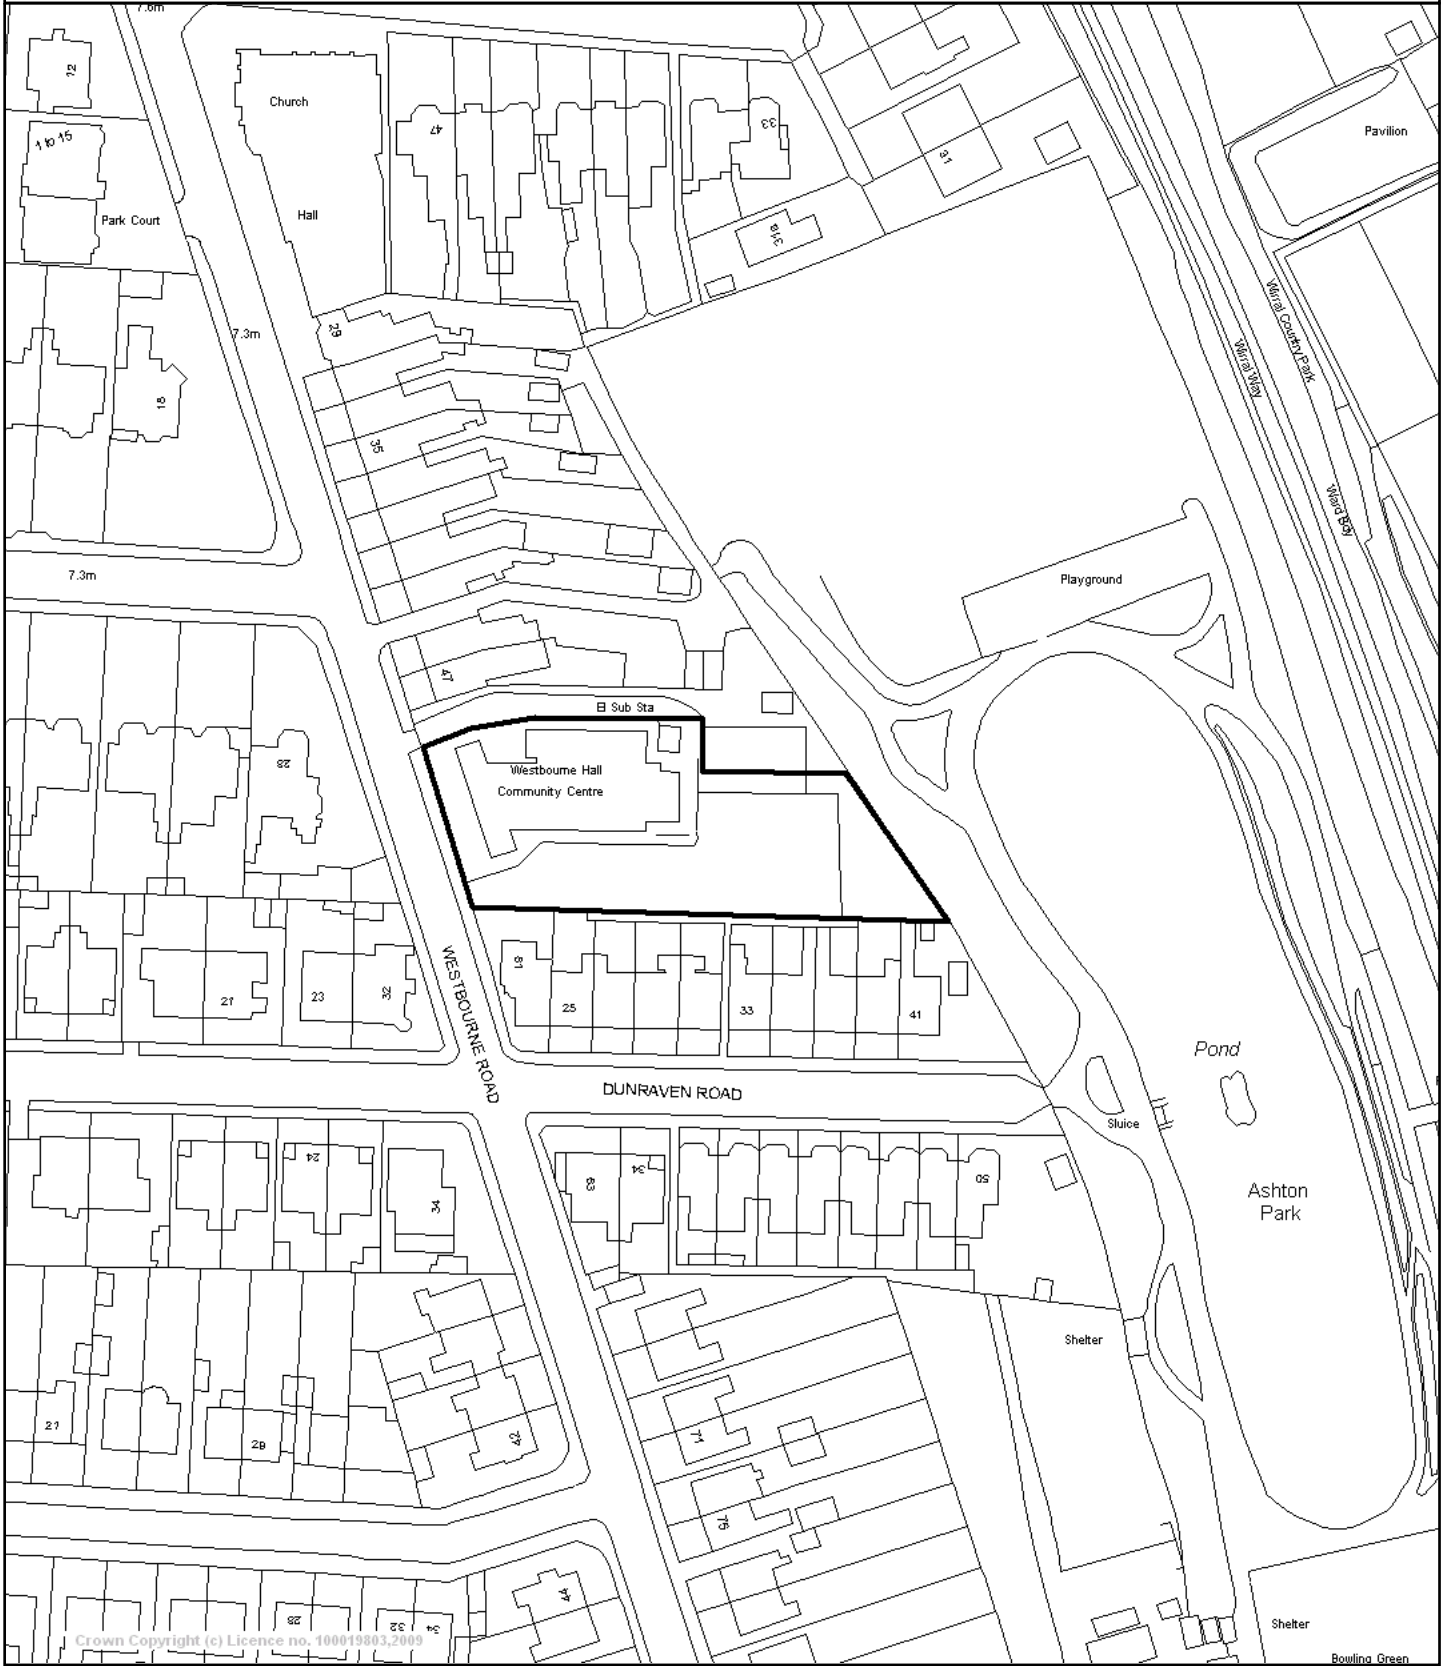 7.6m
12
Church
47
33
Pavilion
1 to 15
31
Park Court
Hall
31a
29
7.3m
Wirral Country Park
Wirral Way
18
35
Ward Bdy
7.3m
Playground
47
El Sub Sta
28
Westbourne Hall
Community Centre
WESTBOURNE ROAD
61
21
23
32
25
33
41
Pond
DUNRAVEN ROAD
Sluice
24
34
63
34
50
Ashton
Park
Shelter
27
29
42
71
75
44
28
32
34
Shelter
Crown Copyright (c) Licence no. 100019803,2009
Bowling Green